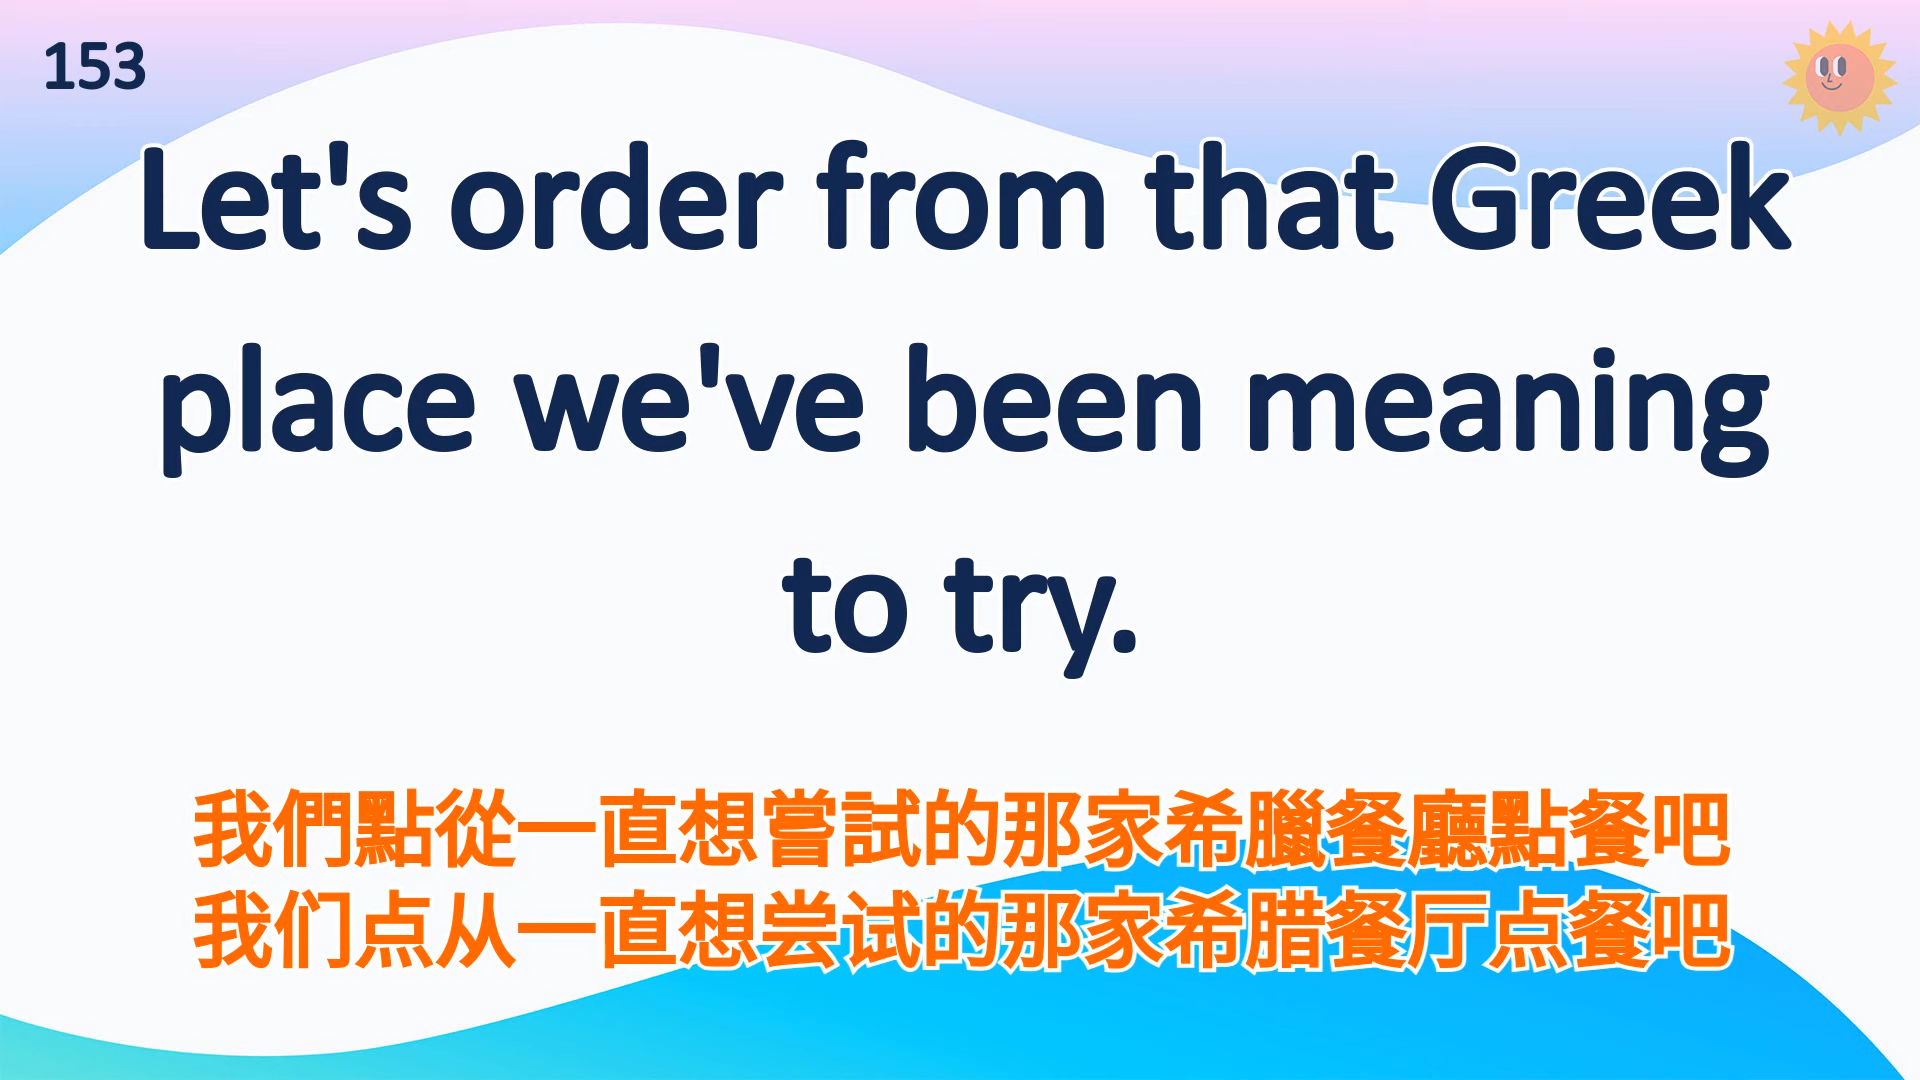 153
Let's order from that Greek
place we've been meaning
to try.
我們點從一直想嘗試的那家希臘餐廳點餐吧
我们点从一直想尝试的那家希腊餐厅点餐吧